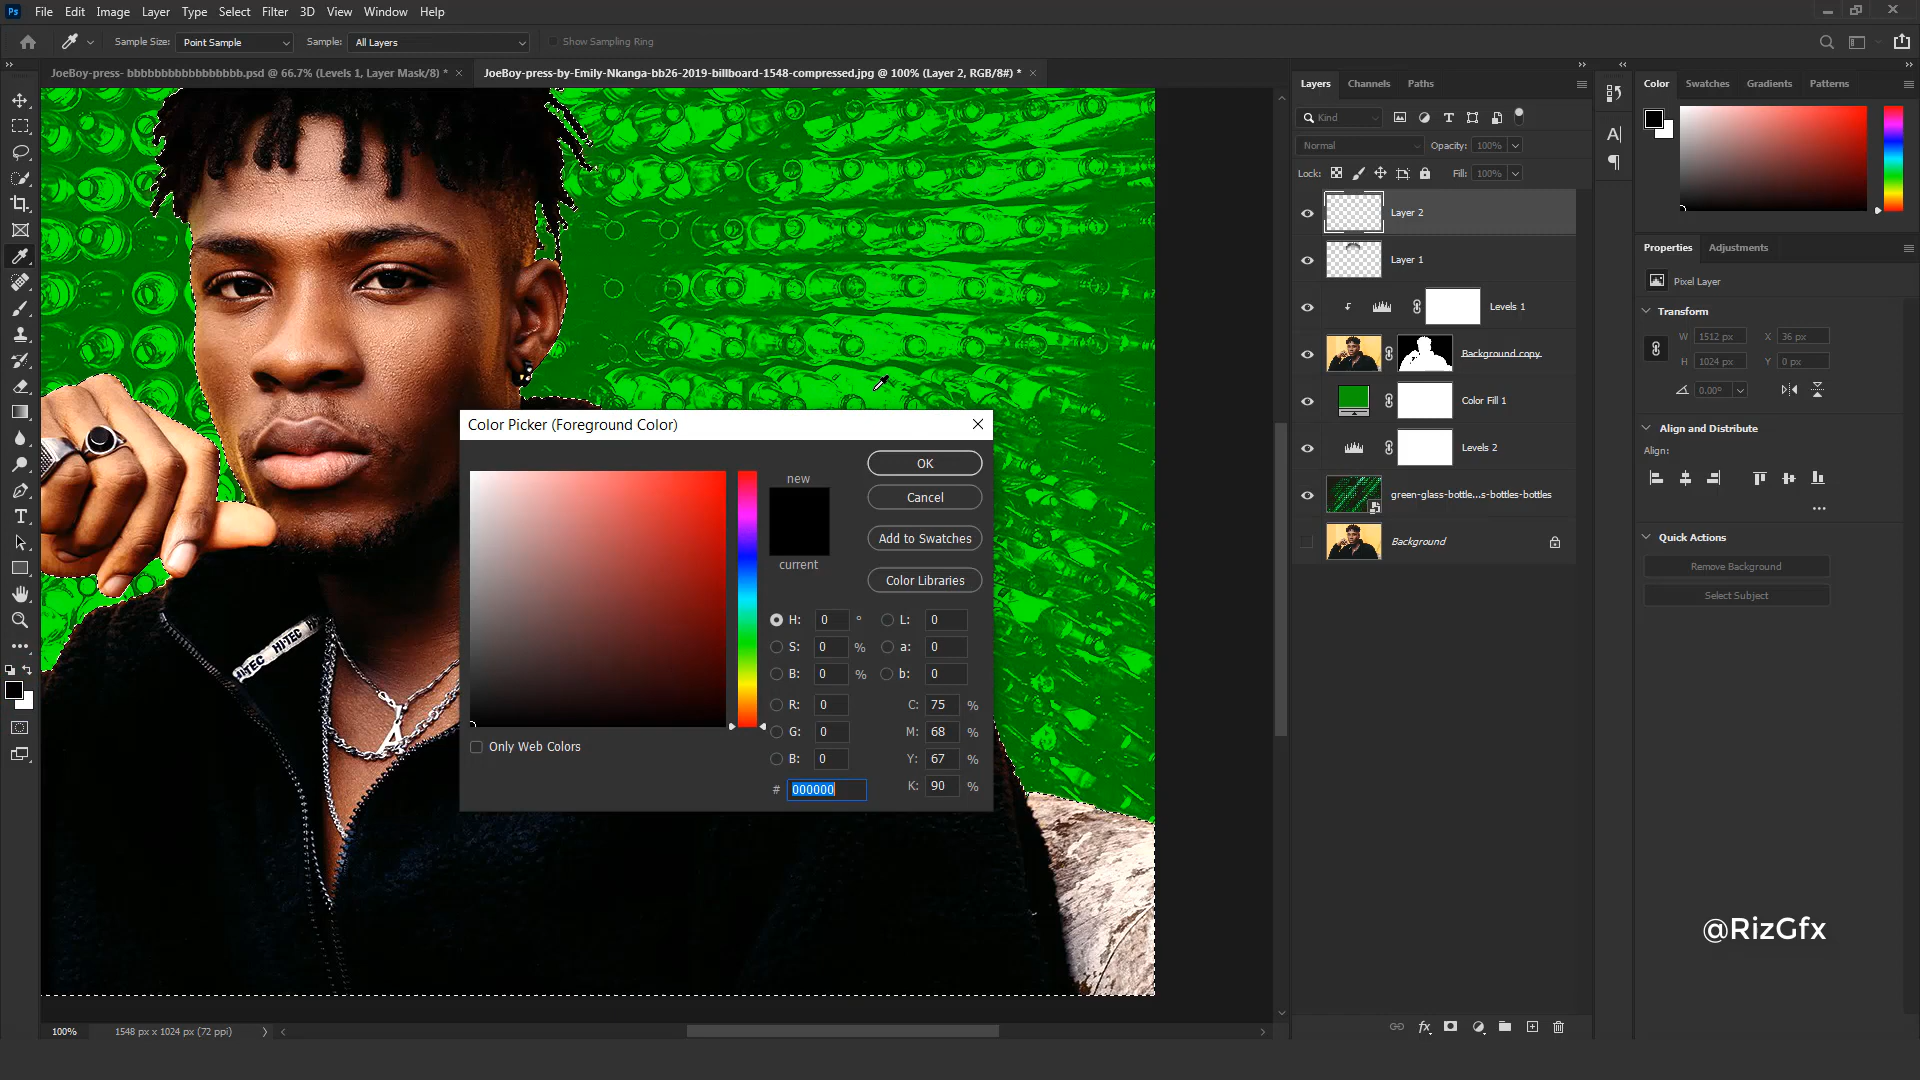 Ps File Edit Image Layer Type Select Filter 3D View Window Help
Sample Size: Point Sample Sample: All Layers Show Sampling Ring
JoeBoy-press- bbbbbbbbbbbbbbbbb.psd @ 66.7% (Levels 1, Layer Mask/8) * ×
JoeBoy-press-by-Emily-Nkanga-bb26-2019-billboard-1548-compressed.jpg @ 100% (Layer 2, RGB/8#) * ×
HI-TEC HI-TEC
A
Color Picker (Foreground Color)
new
current
OK
Cancel
Add to Swatches
Color Libraries
H: 0 ° L: 0
S: 0 % a: 0
B: 0 % b: 0
R: 0 C: 75 %
G: 0 M: 68 %
B: 0 Y: 67 %
# 000000 K: 90 %
Only Web Colors
100% 1548 px x 1024 px (72 ppi)
Layers Channels Paths
Kind
Normal Opacity: 100%
Lock: Fill: 100%
Layer 2
Layer 1
Levels 1
Background copy
Color Fill 1
Levels 2
green-glass-bottle...s-bottles-bottles
Background
fx
Color Swatches Gradients Patterns
Properties Adjustments
Pixel Layer
Transform
W 1512 px X 36 px
H 1024 px Y 0 px
0.00°
Align and Distribute
Align:
Quick Actions
Remove Background
Select Subject
@RizGfx